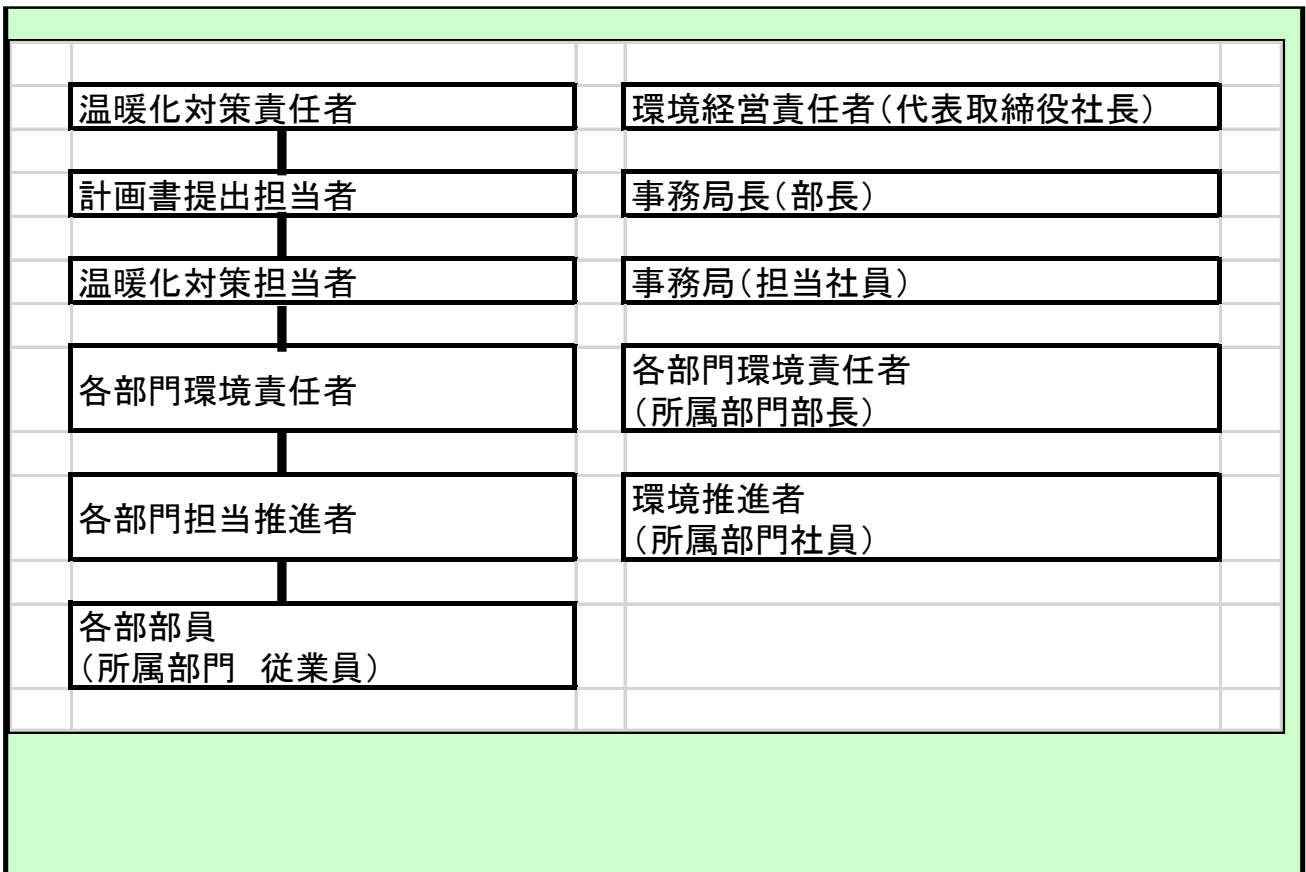 温暖化対策責任者
環境経営責任者（代表取締役社長）
計画書提出担当者
事務局長（部長）
温暖化対策担当者
事務局（担当社員）
各部門環境責任者
各部門環境責任者
（所属部門部長）
各部門担当推進者
環境推進者
（所属部門社員）
各部部員
（所属部門　従業員）